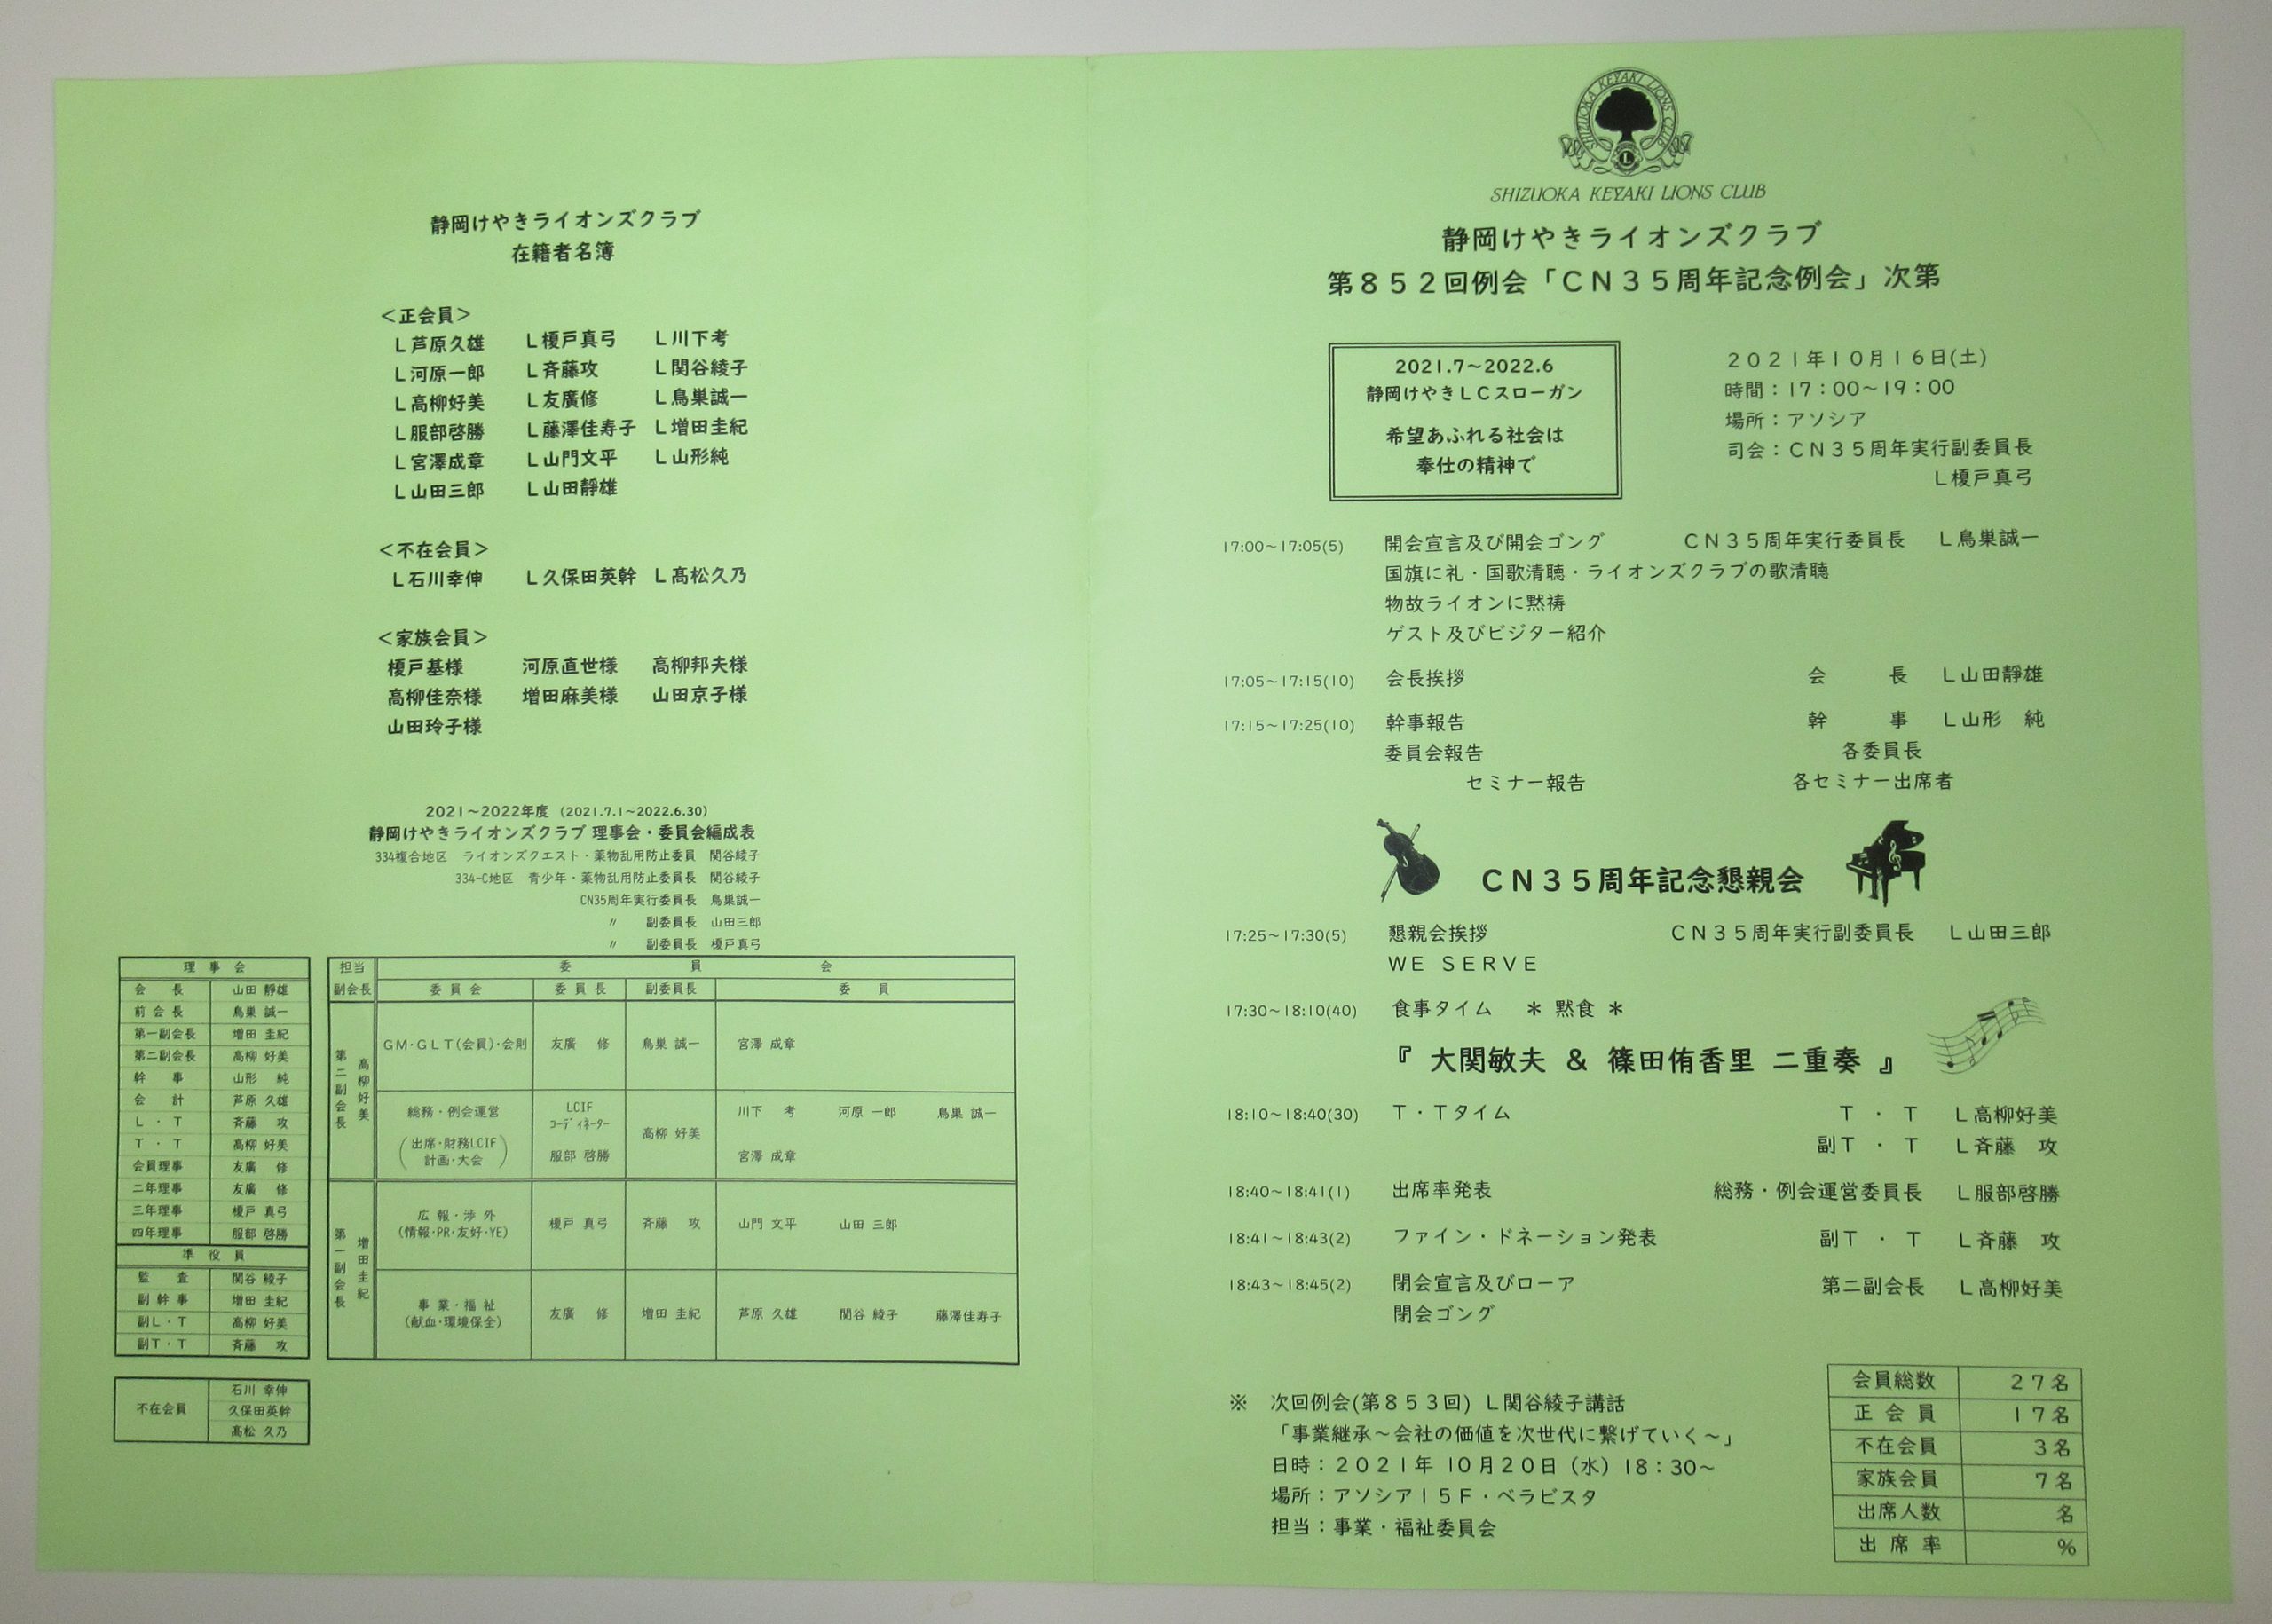 静岡けやきライオンズクラブ
在籍者名簿
＜正会員＞
L芦原久雄 L榎戸真弓 L川下考
L河原一郎 L斉藤攻 L関谷綾子
L高柳好美 L友廣修 L鳥巣誠一
L服部啓勝 L藤澤佳寿子 L増田圭紀
L宮澤成章 L山門文平 L山形純
L山田三郎 L山田靜雄
＜不在会員＞
L石川幸伸 L久保田英幹 L髙松久乃
＜家族会員＞
榎戸基様 河原直世様 高柳邦夫様
高柳佳奈様 増田麻美様 山田京子様
山田玲子様
2021～2022年度 (2021.7.1～2022.6.30)
静岡けやきライオンズクラブ 理事会・委員会編成表
334複合地区 ライオンズクエスト・薬物乱用防止委員 関谷綾子
334-C地区 青少年・薬物乱用防止委員長 関谷綾子
CN35周年実行委員長 鳥巣誠一
〃 副委員長 山田三郎
〃 副委員長 榎戸真弓
理 事 会
会 長 山田 靜雄
前 会 長 鳥巣 誠一
第一副会長 増田 圭紀
第二副会長 高柳 好美
幹 事 山形 純
会 計 芦原 久雄
L ・ T 斉藤 攻
T ・ T 高柳 好美
会員理事 友廣 修
二年理事 友廣 修
三年理事 榎戸 真弓
四年理事 服部 啓勝
準 役 員
監 査 関谷 綾子
副 幹 事 増田 圭紀
副L・T 高柳 好美
副T・T 斉藤 攻
不在会員
石川 幸伸
久保田英幹
髙松 久乃
担当 委 員 会
副会長 委 員 会 委 員 長 副委員長 委 員
第二副会長 高柳好美
GM・GLT(会員)・会則 友廣 修 鳥巣 誠一 宮澤 成章
総務・例会運営
(出席・財務LCIF
計画・大会)
LCIF
ｺｰﾃﾞｨﾈｰﾀｰ
服部 啓勝
高柳 好美
川下 考 河原 一郎 鳥巣 誠一
宮澤 成章
第一副会長 増田圭紀
広 報・渉 外
(情報・PR・友好・YE)
榎戸 真弓 斉藤 攻 山門 文平 山田 三郎
事 業・福 祉
(献血・環境保全)
友廣 修 増田 圭紀 芦原 久雄 関谷 綾子 藤澤佳寿子
SHIZUOKA KEYAKI LIONS CLUB
L
SHIZUOKA KEYAKI LIONS CLUB
静岡けやきライオンズクラブ
第８５２回例会「ＣＮ３５周年記念例会」次第
2021.7～2022.6
静岡けやきＬＣスローガン
希望あふれる社会は
奉仕の精神で
２０２１年１０月１６日(土)
時間：17：00～19：00
場所：アソシア
司会：ＣＮ３５周年実行副委員長
L榎戸真弓
17:00～17:05(5) 開会宣言及び開会ゴング ＣＮ３５周年実行委員長 L鳥巣誠一
国旗に礼・国歌清聴・ライオンズクラブの歌清聴
物故ライオンに黙祷
ゲスト及びビジター紹介
17:05～17:15(10) 会長挨拶 会 長 L山田靜雄
17:15～17:25(10) 幹事報告 幹 事 L山形 純
委員会報告 各委員長
セミナー報告 各セミナー出席者
ＣＮ３５周年記念懇親会
17:25～17:30(5) 懇親会挨拶 ＣＮ３５周年実行副委員長 L山田三郎
WE SERVE
17:30～18:10(40) 食事タイム ＊ 黙食 ＊
『 大関敏夫 ＆ 篠田侑香里 二重奏 』
18:10～18:40(30) Ｔ・Ｔタイム Ｔ ・ Ｔ L高柳好美
副Ｔ ・ Ｔ L斉藤 攻
18:40～18:41(1) 出席率発表 総務・例会運営委員長 L服部啓勝
18:41～18:43(2) ファイン・ドネーション発表 副Ｔ ・ Ｔ L斉藤 攻
18:43～18:45(2) 閉会宣言及びローア 第二副会長 L高柳好美
閉会ゴング
※ 次回例会(第８５３回) L関谷綾子講話
「事業継承～会社の価値を次世代に繋げていく～」
日時：２０２１年 10月２０日（水）18：30～
場所：アソシア１５Ｆ・ベラビスタ
担当：事業・福祉委員会
会員総数 ２７名
正 会 員 １７名
不在会員 ３名
家族会員 ７名
出席人数 名
出 席 率 ％